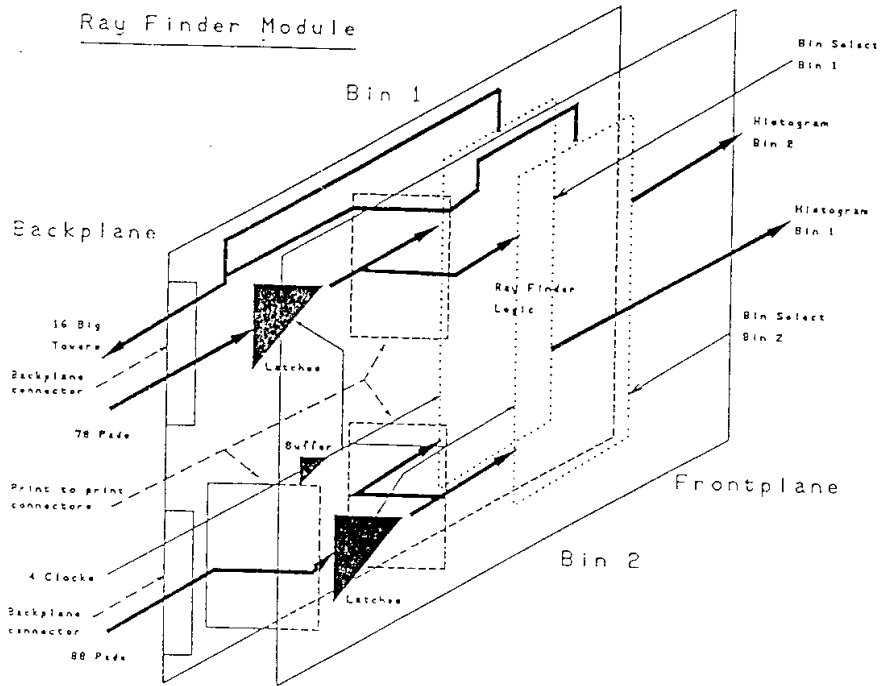 Ray Finder Module
Bin 1
Bin Select
Bin 1
Histogram
Bin 2
Backplane
Histogram
Bin 1
16 Big
Towers
Ray Finder
Logic
Bin Select
Bin 2
Latches
Backplane
connector
78 Pads
Buffer
Print to print
connectors
Frontplane
Bin 2
4 Clocks
Latches
Backplane
connector
88 Pads